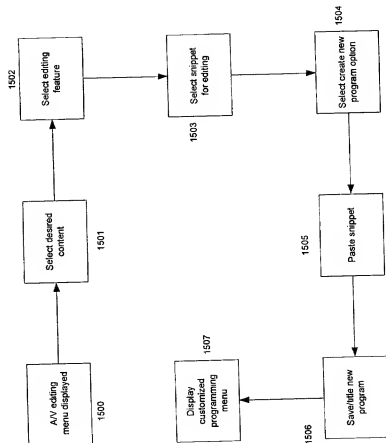 A/V editing
menu displayed
1500
Select desired
content
1501
1502
Select editing
feature
Select snippet
for editing
1503
1504
Select create new
program option
1505
Paste snippet
Save/title new
program
1506
1507
Display
customized
programming
menu